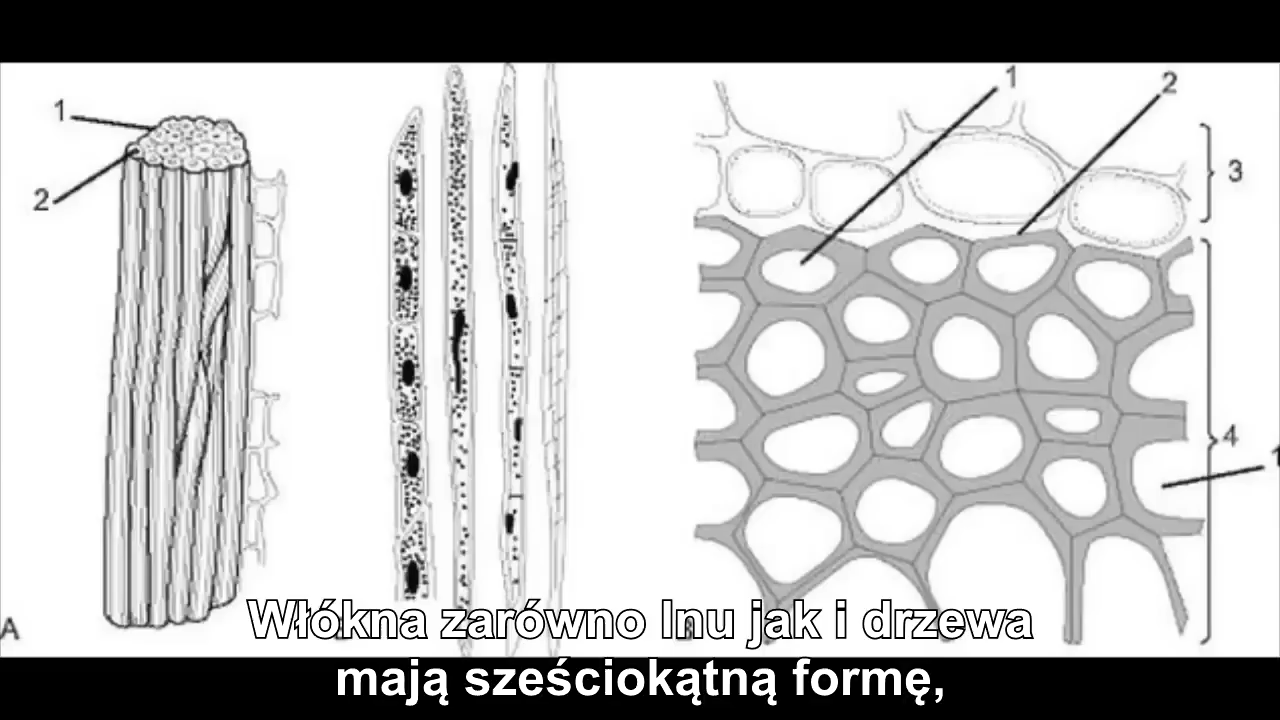 1
2
1
2
3
4
1
A
Włókna zarówno lnu jak i drzewa
mają sześciokątną formę,